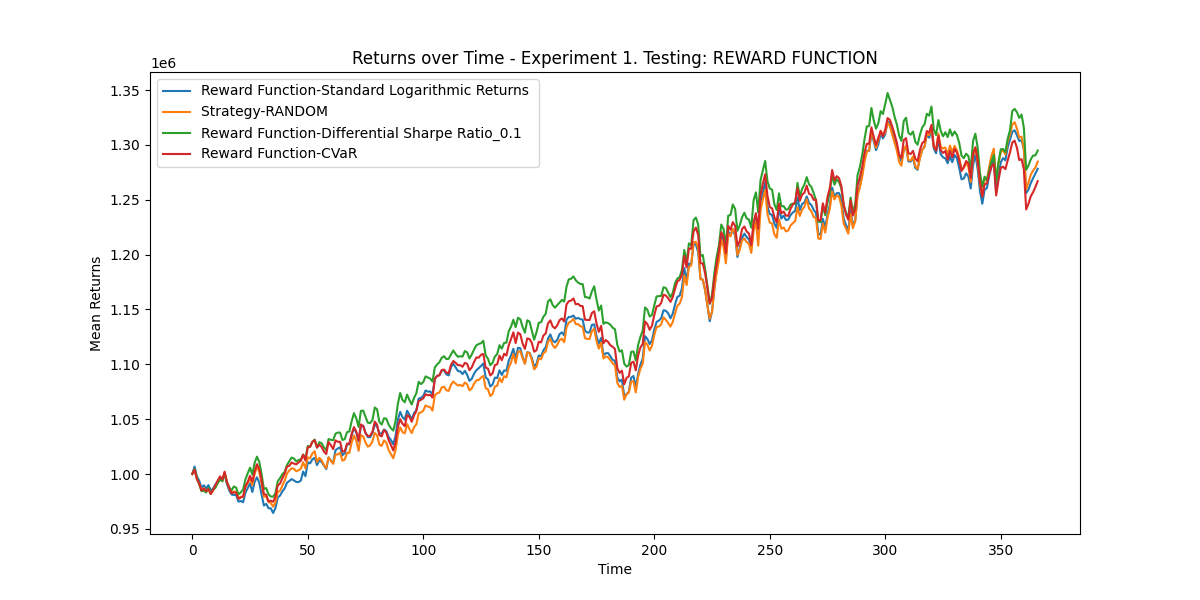 Returns over Time - Experiment 1. Testing: REWARD FUNCTION
1e6
Reward Function-Standard Logarithmic Returns
Strategy-RANDOM
Reward Function-Differential Sharpe Ratio_0.1
Reward Function-CVaR
Mean Returns
1.35
1.30
1.25
1.20
1.15
1.10
1.05
1.00
0.95
0 50 100 150 200 250 300 350
Time